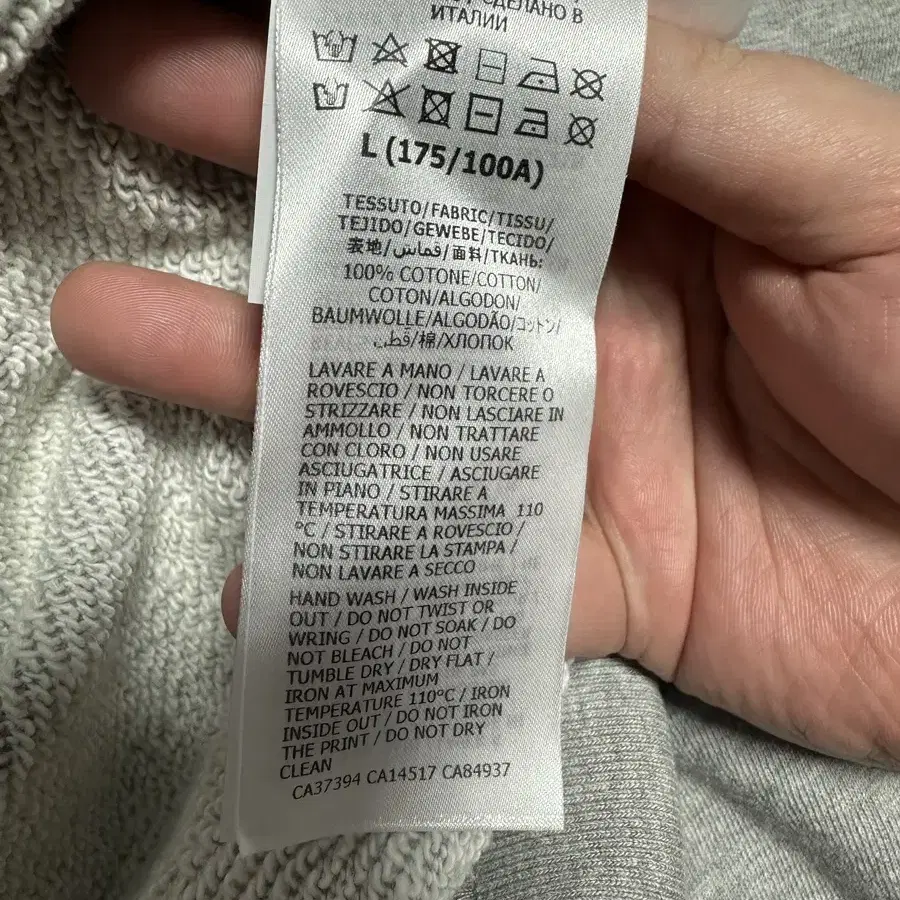 СДЕЛАНО В
ИТАЛИИ
L (175/100A)
TESSUTO/FABRIC/TISSU/
TEJIDO/GEWEBE/TECIDO/
表地/قماش/面料/ТКАНЬ:
100% COTONE/COTTON/
COTON/ALGODON/
BAUMWOLLE/ALGODÃO/コットン/
قطن/棉/ХЛОПОК
LAVARE A MANO / LAVARE A
ROVESCIO / NON TORCERE O
STRIZZARE / NON LASCIARE IN
AMMOLLO / NON TRATTARE
CON CLORO / NON USARE
ASCIUGATRICE / ASCIUGARE
IN PIANO / STIRARE A
TEMPERATURA MASSIMA 110
°C / STIRARE A ROVESCIO /
NON STIRARE LA STAMPA /
NON LAVARE A SECCO
HAND WASH / WASH INSIDE
OUT / DO NOT TWIST OR
WRING / DO NOT SOAK / DO
NOT BLEACH / DO NOT
TUMBLE DRY / DRY FLAT /
IRON AT MAXIMUM
TEMPERATURE 110°C / IRON
INSIDE OUT / DO NOT IRON
THE PRINT / DO NOT DRY
CLEAN
CA37394 CA14517 CA84937